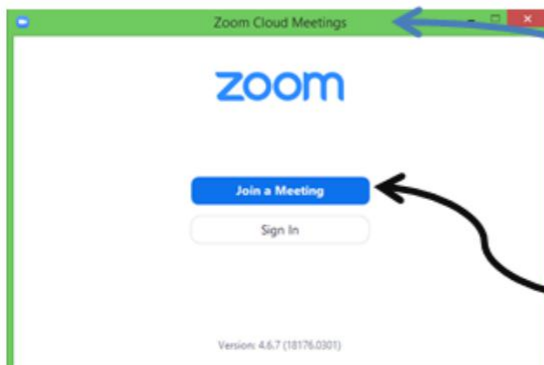 Zoom Cloud Meetings
zoom
Join a Meeting
Sign In
Version: 4.6.7 (18176.0301)